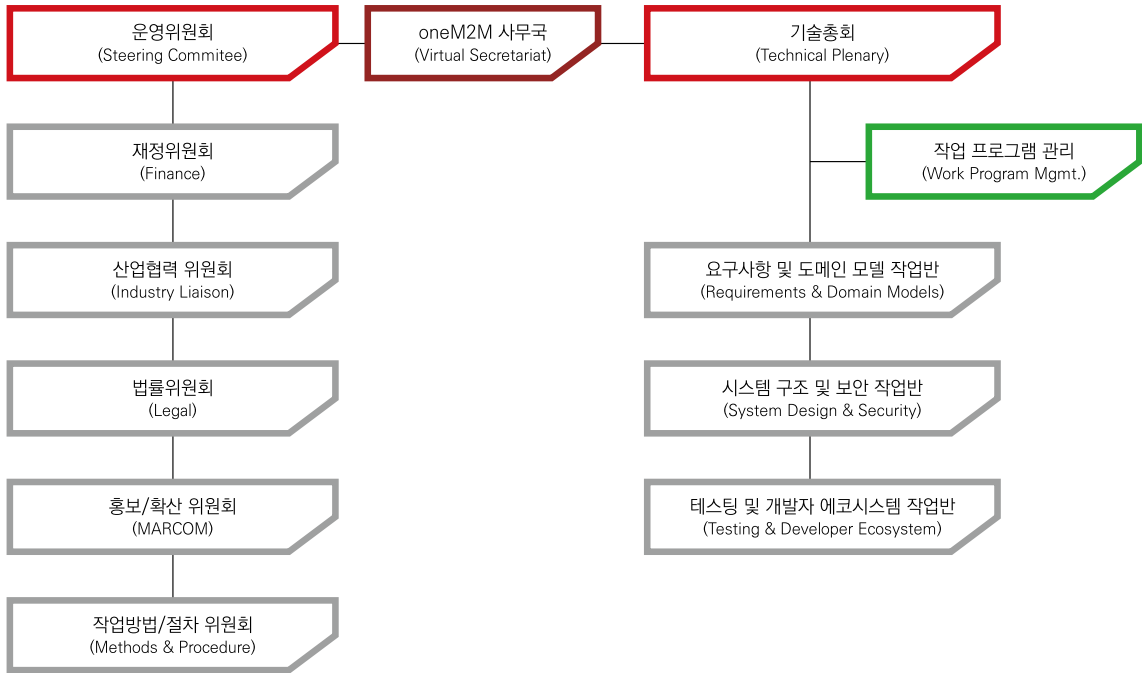 운영위원회
(Steering Commitee)
oneM2M 사무국
(Virtual Secretariat)
기술총회
(Technical Plenary)
재정위원회
(Finance)
작업 프로그램 관리
(Work Program Mgmt.)
산업협력 위원회
(Industry Liaison)
요구사항 및 도메인 모델 작업반
(Requirements & Domain Models)
법률위원회
(Legal)
시스템 구조 및 보안 작업반
(System Design & Security)
홍보/확산 위원회
(MARCOM)
테스팅 및 개발자 에코시스템 작업반
(Testing & Developer Ecosystem)
작업방법/절차 위원회
(Methods & Procedure)